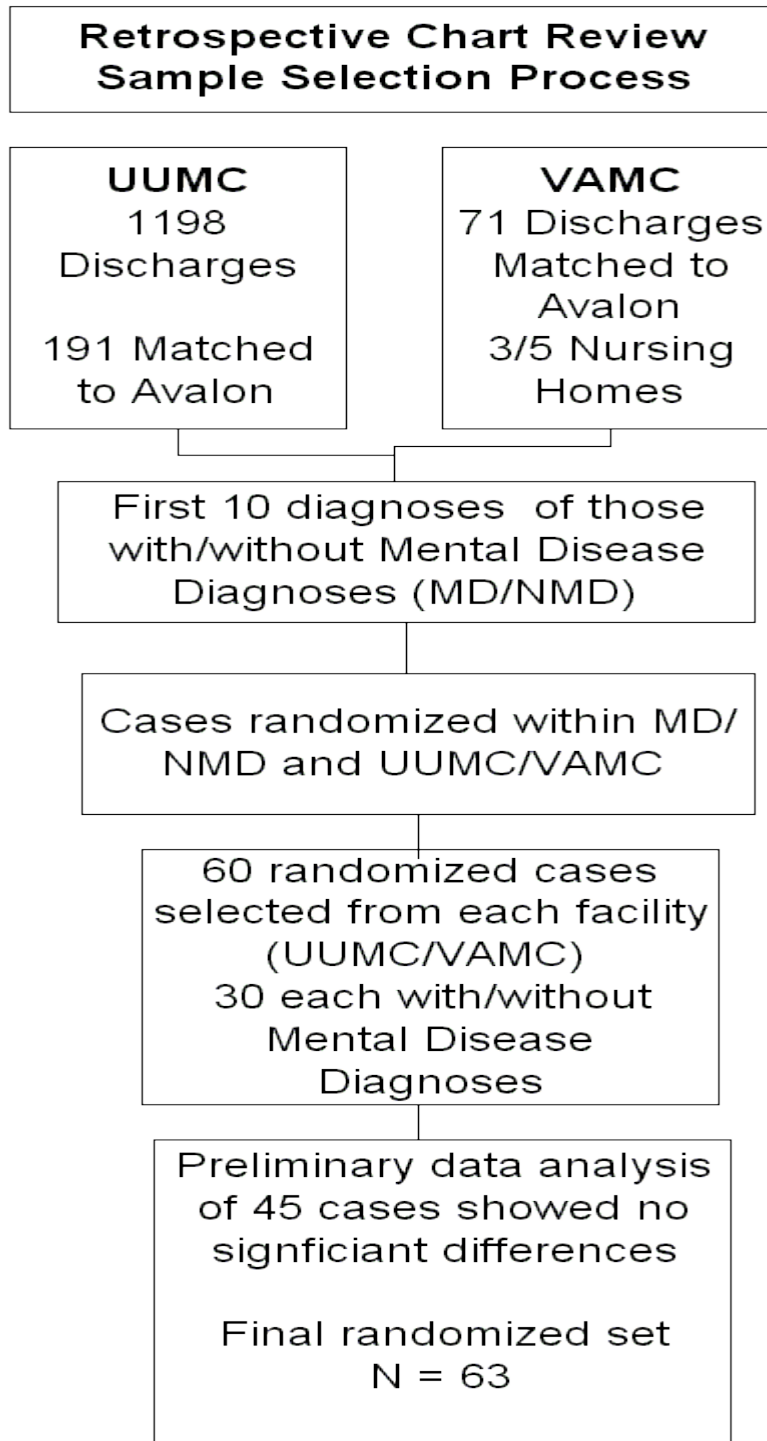 Retrospective Chart Review
Sample Selection Process
UUMC
1198
Discharges
191 Matched
to Avalon
VAMC
71 Discharges
Matched to
Avalon
3/5 Nursing
Homes
First 10 diagnoses of those
with/without Mental Disease
Diagnoses (MD/NMD)
Cases randomized within MD/
NMD and UUMC/VAMC
60 randomized cases
selected from each facility
(UUMC/VAMC)
30 each with/without
Mental Disease
Diagnoses
Preliminary data analysis
of 45 cases showed no
signficiant differences
Final randomized set
N = 63